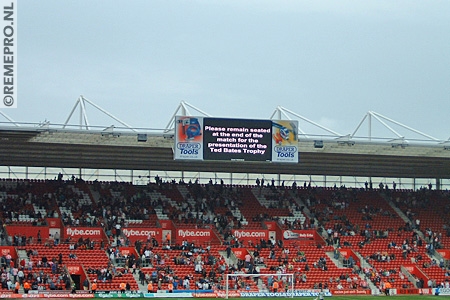 ©REMEPRO.NL
Please remain seated
at the end of the
match for the
presentation of the
Ted Bates Trophy
DRAPER
Tools
DRAPER
Tools
flybe.com
flybe.com
flybe.com
flybe.com
flybe.com